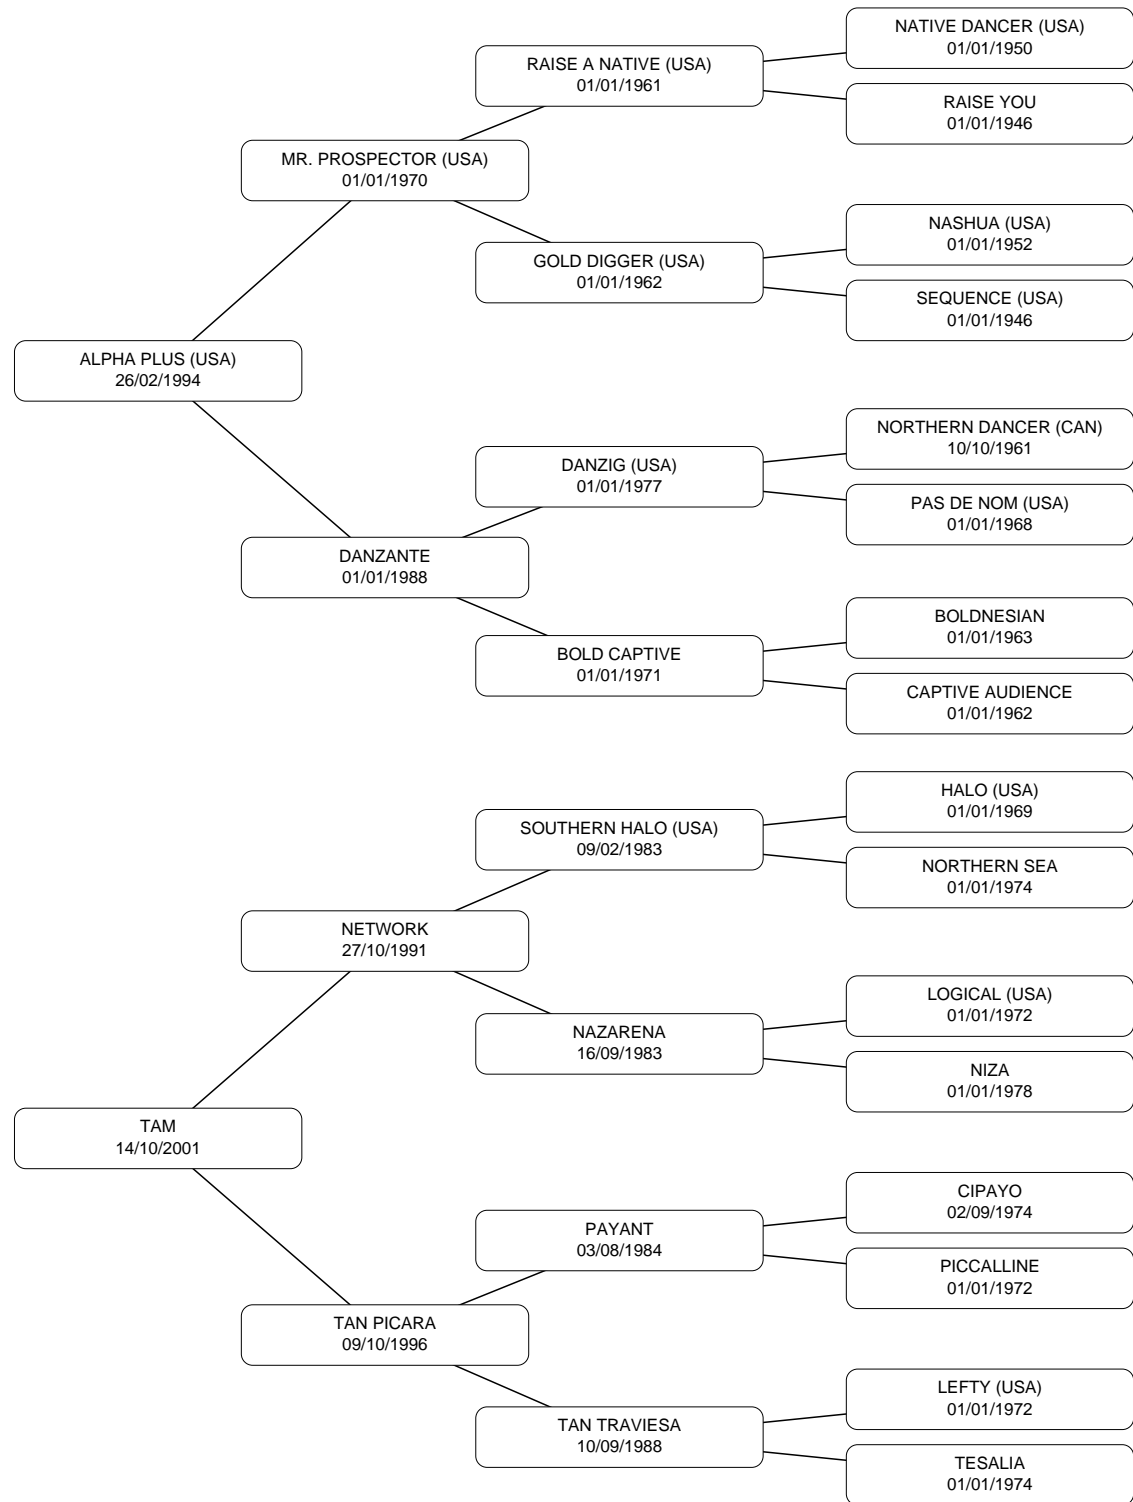 NATIVE DANCER (USA)
01/01/1950
RAISE A NATIVE (USA)
01/01/1961
RAISE YOU
01/01/1946
MR. PROSPECTOR (USA)
01/01/1970
NASHUA (USA)
01/01/1952
GOLD DIGGER (USA)
01/01/1962
SEQUENCE (USA)
01/01/1946
ALPHA PLUS (USA)
26/02/1994
NORTHERN DANCER (CAN)
10/10/1961
DANZIG (USA)
01/01/1977
PAS DE NOM (USA)
01/01/1968
DANZANTE
01/01/1988
BOLDNESIAN
01/01/1963
BOLD CAPTIVE
01/01/1971
CAPTIVE AUDIENCE
01/01/1962
HALO (USA)
01/01/1969
SOUTHERN HALO (USA)
09/02/1983
NORTHERN SEA
01/01/1974
NETWORK
27/10/1991
LOGICAL (USA)
01/01/1972
NAZARENA
16/09/1983
NIZA
01/01/1978
TAM
14/10/2001
CIPAYO
02/09/1974
PAYANT
03/08/1984
PICCALLINE
01/01/1972
TAN PICARA
09/10/1996
LEFTY (USA)
01/01/1972
TAN TRAVIESA
10/09/1988
TESALIA
01/01/1974